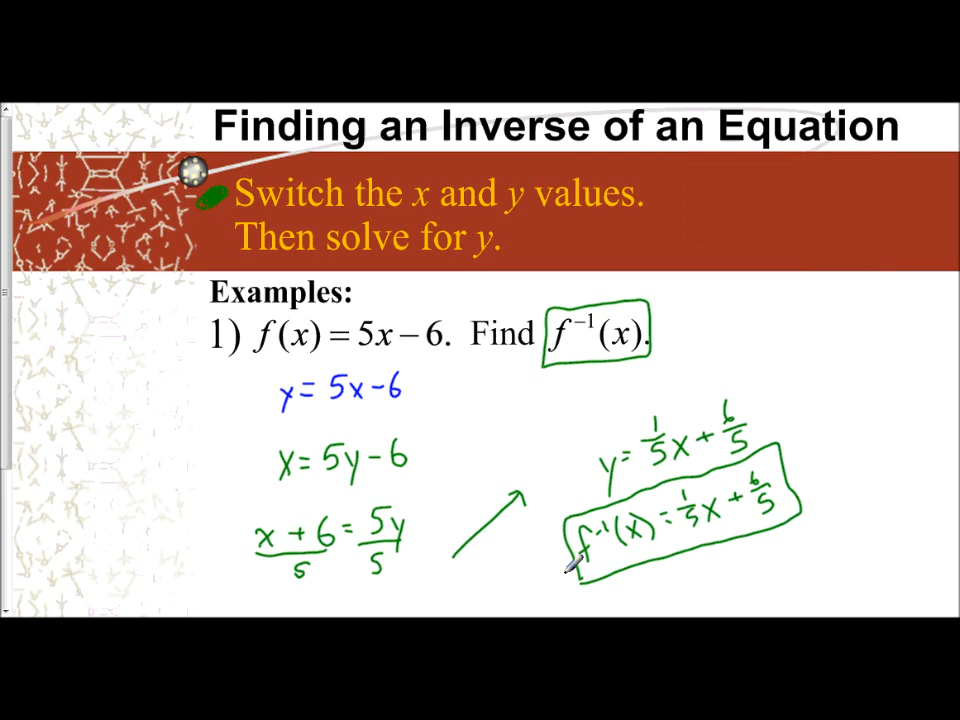 Finding an Inverse of an Equation
Switch the x and y values.
Then solve for y.
Examples:
1) f(x) = 5x − 6. Find f⁻¹(x).
y = 5x − 6
x = 5y − 6
x + 6 = 5y
5 5
y = 1/5 x + 6/5
f⁻¹(x) = 1/5 x + 6/5